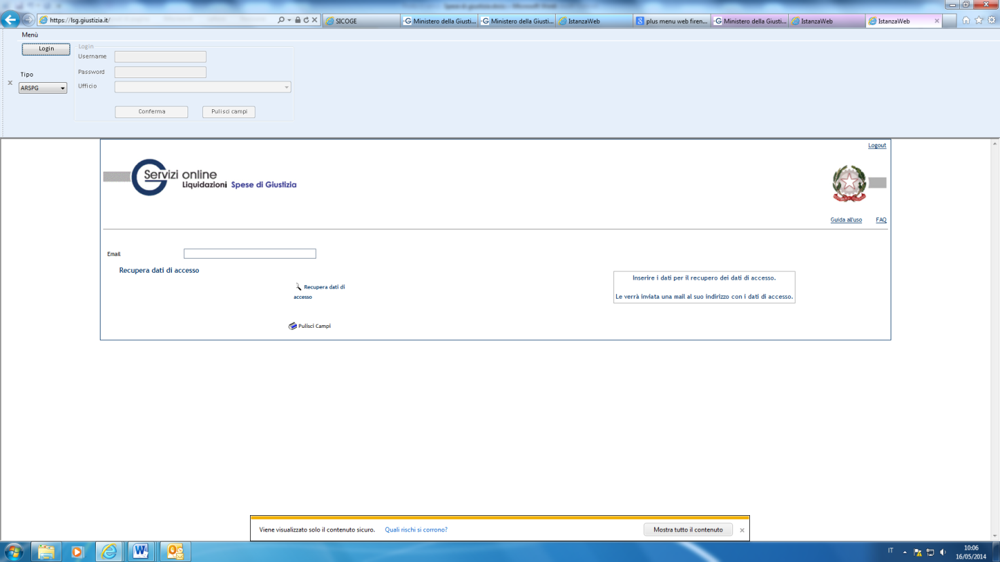 https://lsg.giustizia.it/
SICOGE
Ministero della Giusti...
Ministero della Giusti...
IstanzaWeb
plus menu web firen...
Ministero della Giusti...
IstanzaWeb
IstanzaWeb
Menù
Login
Login
Username
Password
Tipo
ARSPG
Ufficio
Conferma
Pulisci campi
Logout
Servizi online
Liquidazioni Spese di Giustizia
Guida all'uso
FAQ
Email
Recupera dati di accesso
Recupera dati di
accesso
Pulisci Campi
Inserire i dati per il recupero dei dati di accesso.
Le verrà inviata una mail al suo indirizzo con i dati di accesso.
Viene visualizzato solo il contenuto sicuro.
Quali rischi si corrono?
Mostra tutto il contenuto
IT
10:06
16/05/2014